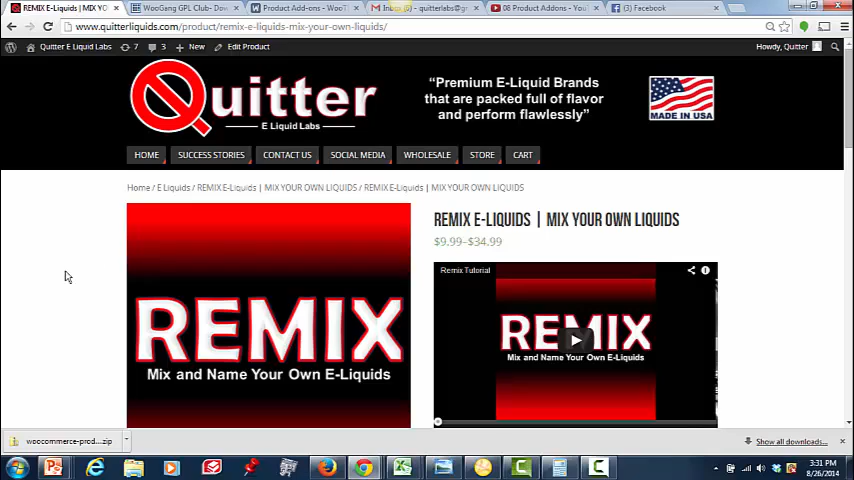 REMIX E-Liquids | MIX YO
WooGang GPL Club- Dow
Product Add-ons - WooTh
Inbox (6) - quitterlabs@gr
08 Product Addons - You
(3) Facebook
www.quitterliquids.com/product/remix-e-liquids-mix-your-own-liquids/
Quitter E Liquid Labs 7 3 New Edit Product Howdy, Quitter
Quitter
E Liquid Labs
“Premium E-Liquid Brands
that are packed full of flavor
and perform flawlessly”
MADE IN USA
HOME SUCCESS STORIES CONTACT US SOCIAL MEDIA WHOLESALE STORE CART
Home / E Liquids / REMIX E-Liquids | MIX YOUR OWN LIQUIDS / REMIX E-Liquids | MIX YOUR OWN LIQUIDS
REMIX
Mix and Name Your Own E-Liquids
REMIX E-LIQUIDS | MIX YOUR OWN LIQUIDS
$9.99–$34.99
Remix Tutorial
REMIX
Mix and Name Your Own E-Liquids
woocommerce-prod....zip
Show all downloads...
3:31 PM
8/26/2014